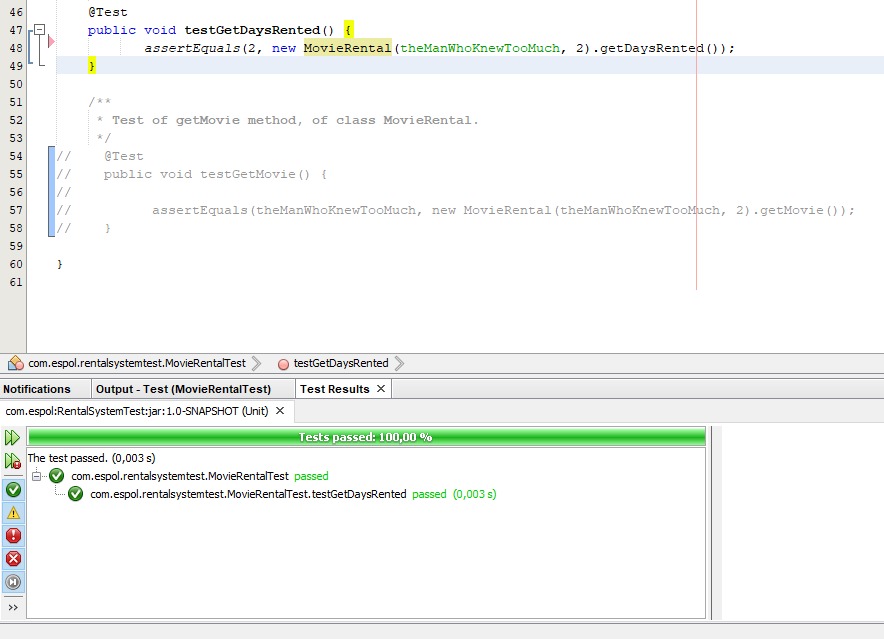 46 @Test
47 public void testGetDaysRented() {
48 assertEquals(2, new MovieRental(theManWhoKnewTooMuch, 2).getDaysRented());
49 }
50
51 /**
52 * Test of getMovie method, of class MovieRental.
53 */
54 // @Test
55 // public void testGetMovie() {
56 //
57 // assertEquals(theManWhoKnewTooMuch, new MovieRental(theManWhoKnewTooMuch, 2).getMovie());
58 // }
59
60 }
61
com.espol.rentalsystemtest.MovieRentalTest testGetDaysRented
Notifications Output - Test (MovieRentalTest) Test Results
com.espol:RentalSystemTest:jar:1.0-SNAPSHOT (Unit)
Tests passed: 100,00 %
The test passed. (0,003 s)
com.espol.rentalsystemtest.MovieRentalTest passed
com.espol.rentalsystemtest.MovieRentalTest.testGetDaysRented passed (0,003 s)